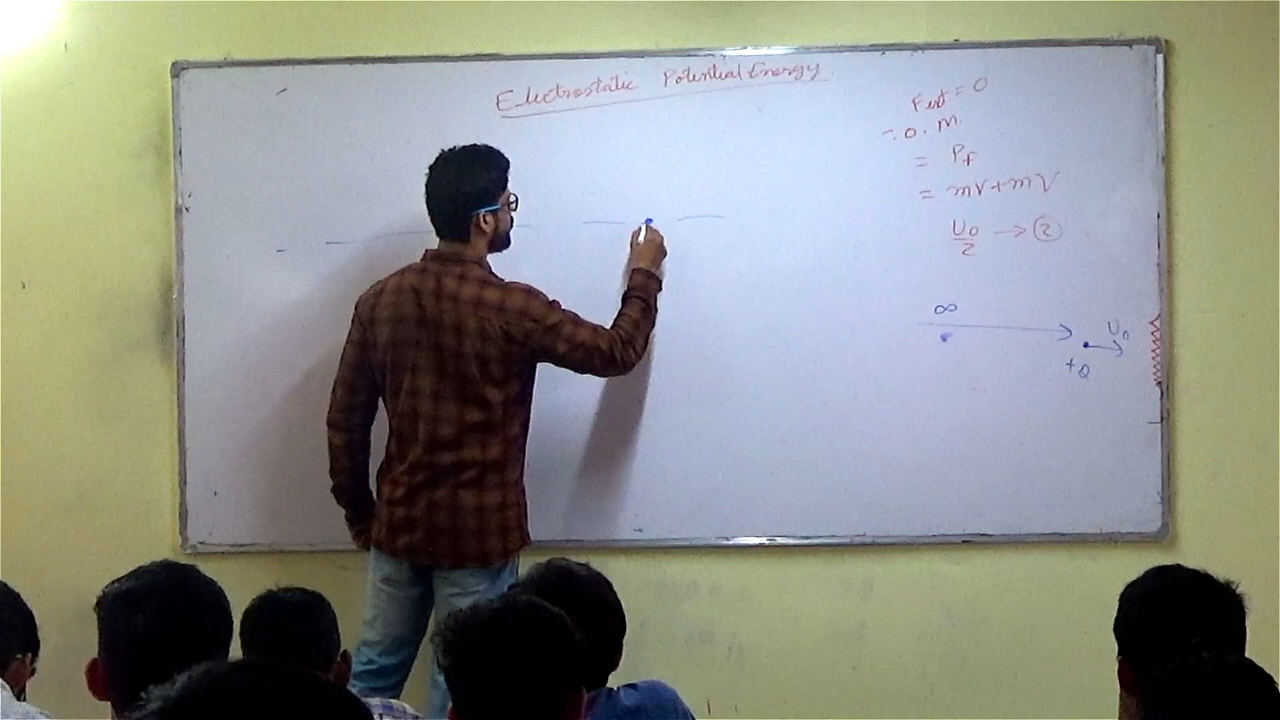 Electrostatic Potential Energy
Fext = 0
∴ O. M.
= Pf
= mV + mV
U0/2 → ②
∞
U0
+Q